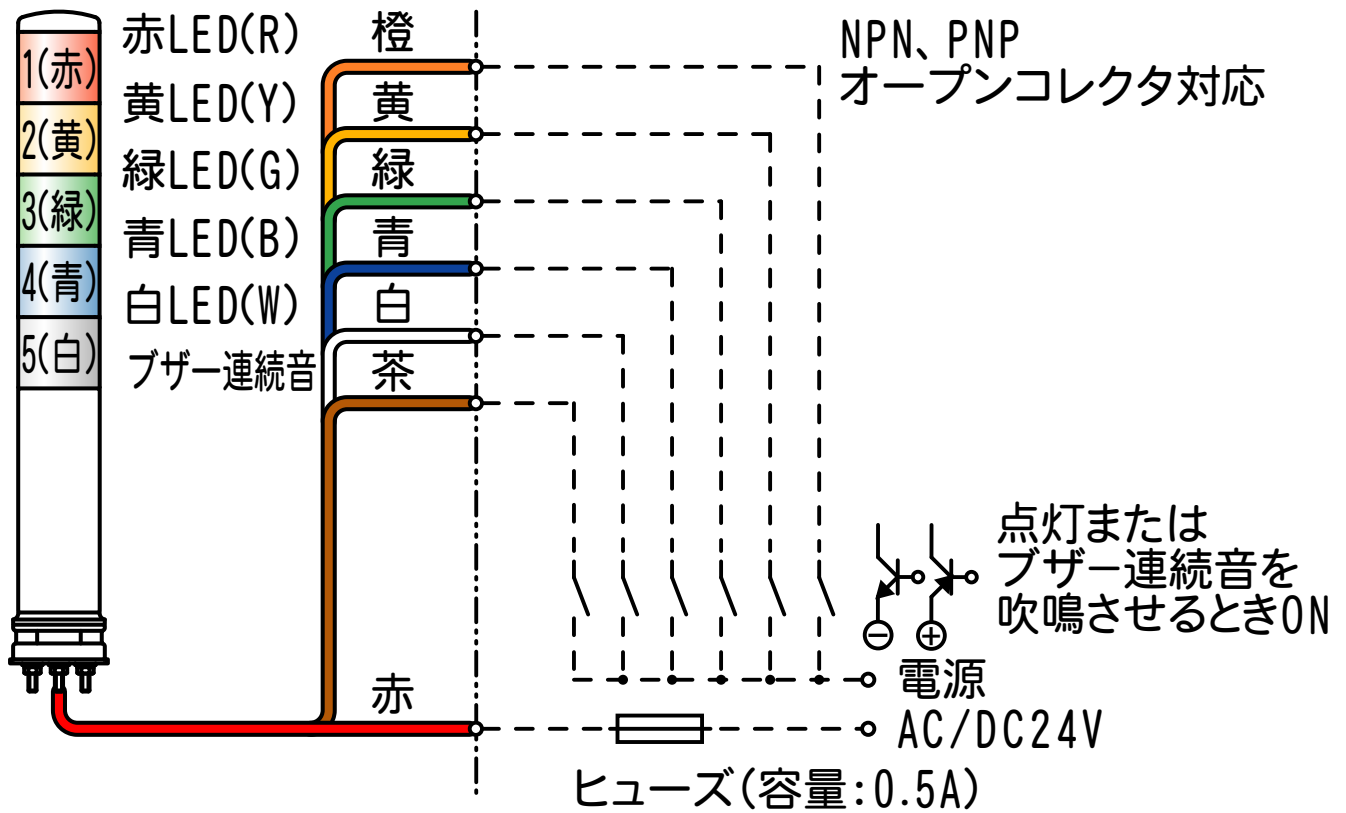 1(赤)
2(黄)
3(緑)
4(青)
5(白)
赤LED(R) 橙
黄LED(Y) 黄
緑LED(G) 緑
青LED(B) 青
白LED(W) 白
ブザー連続音 茶
赤
NPN、PNP
オープンコレクタ対応
点灯または
ブザー連続音を
吹鳴させるときON
電源
AC/DC24V
ヒューズ(容量:0.5A)